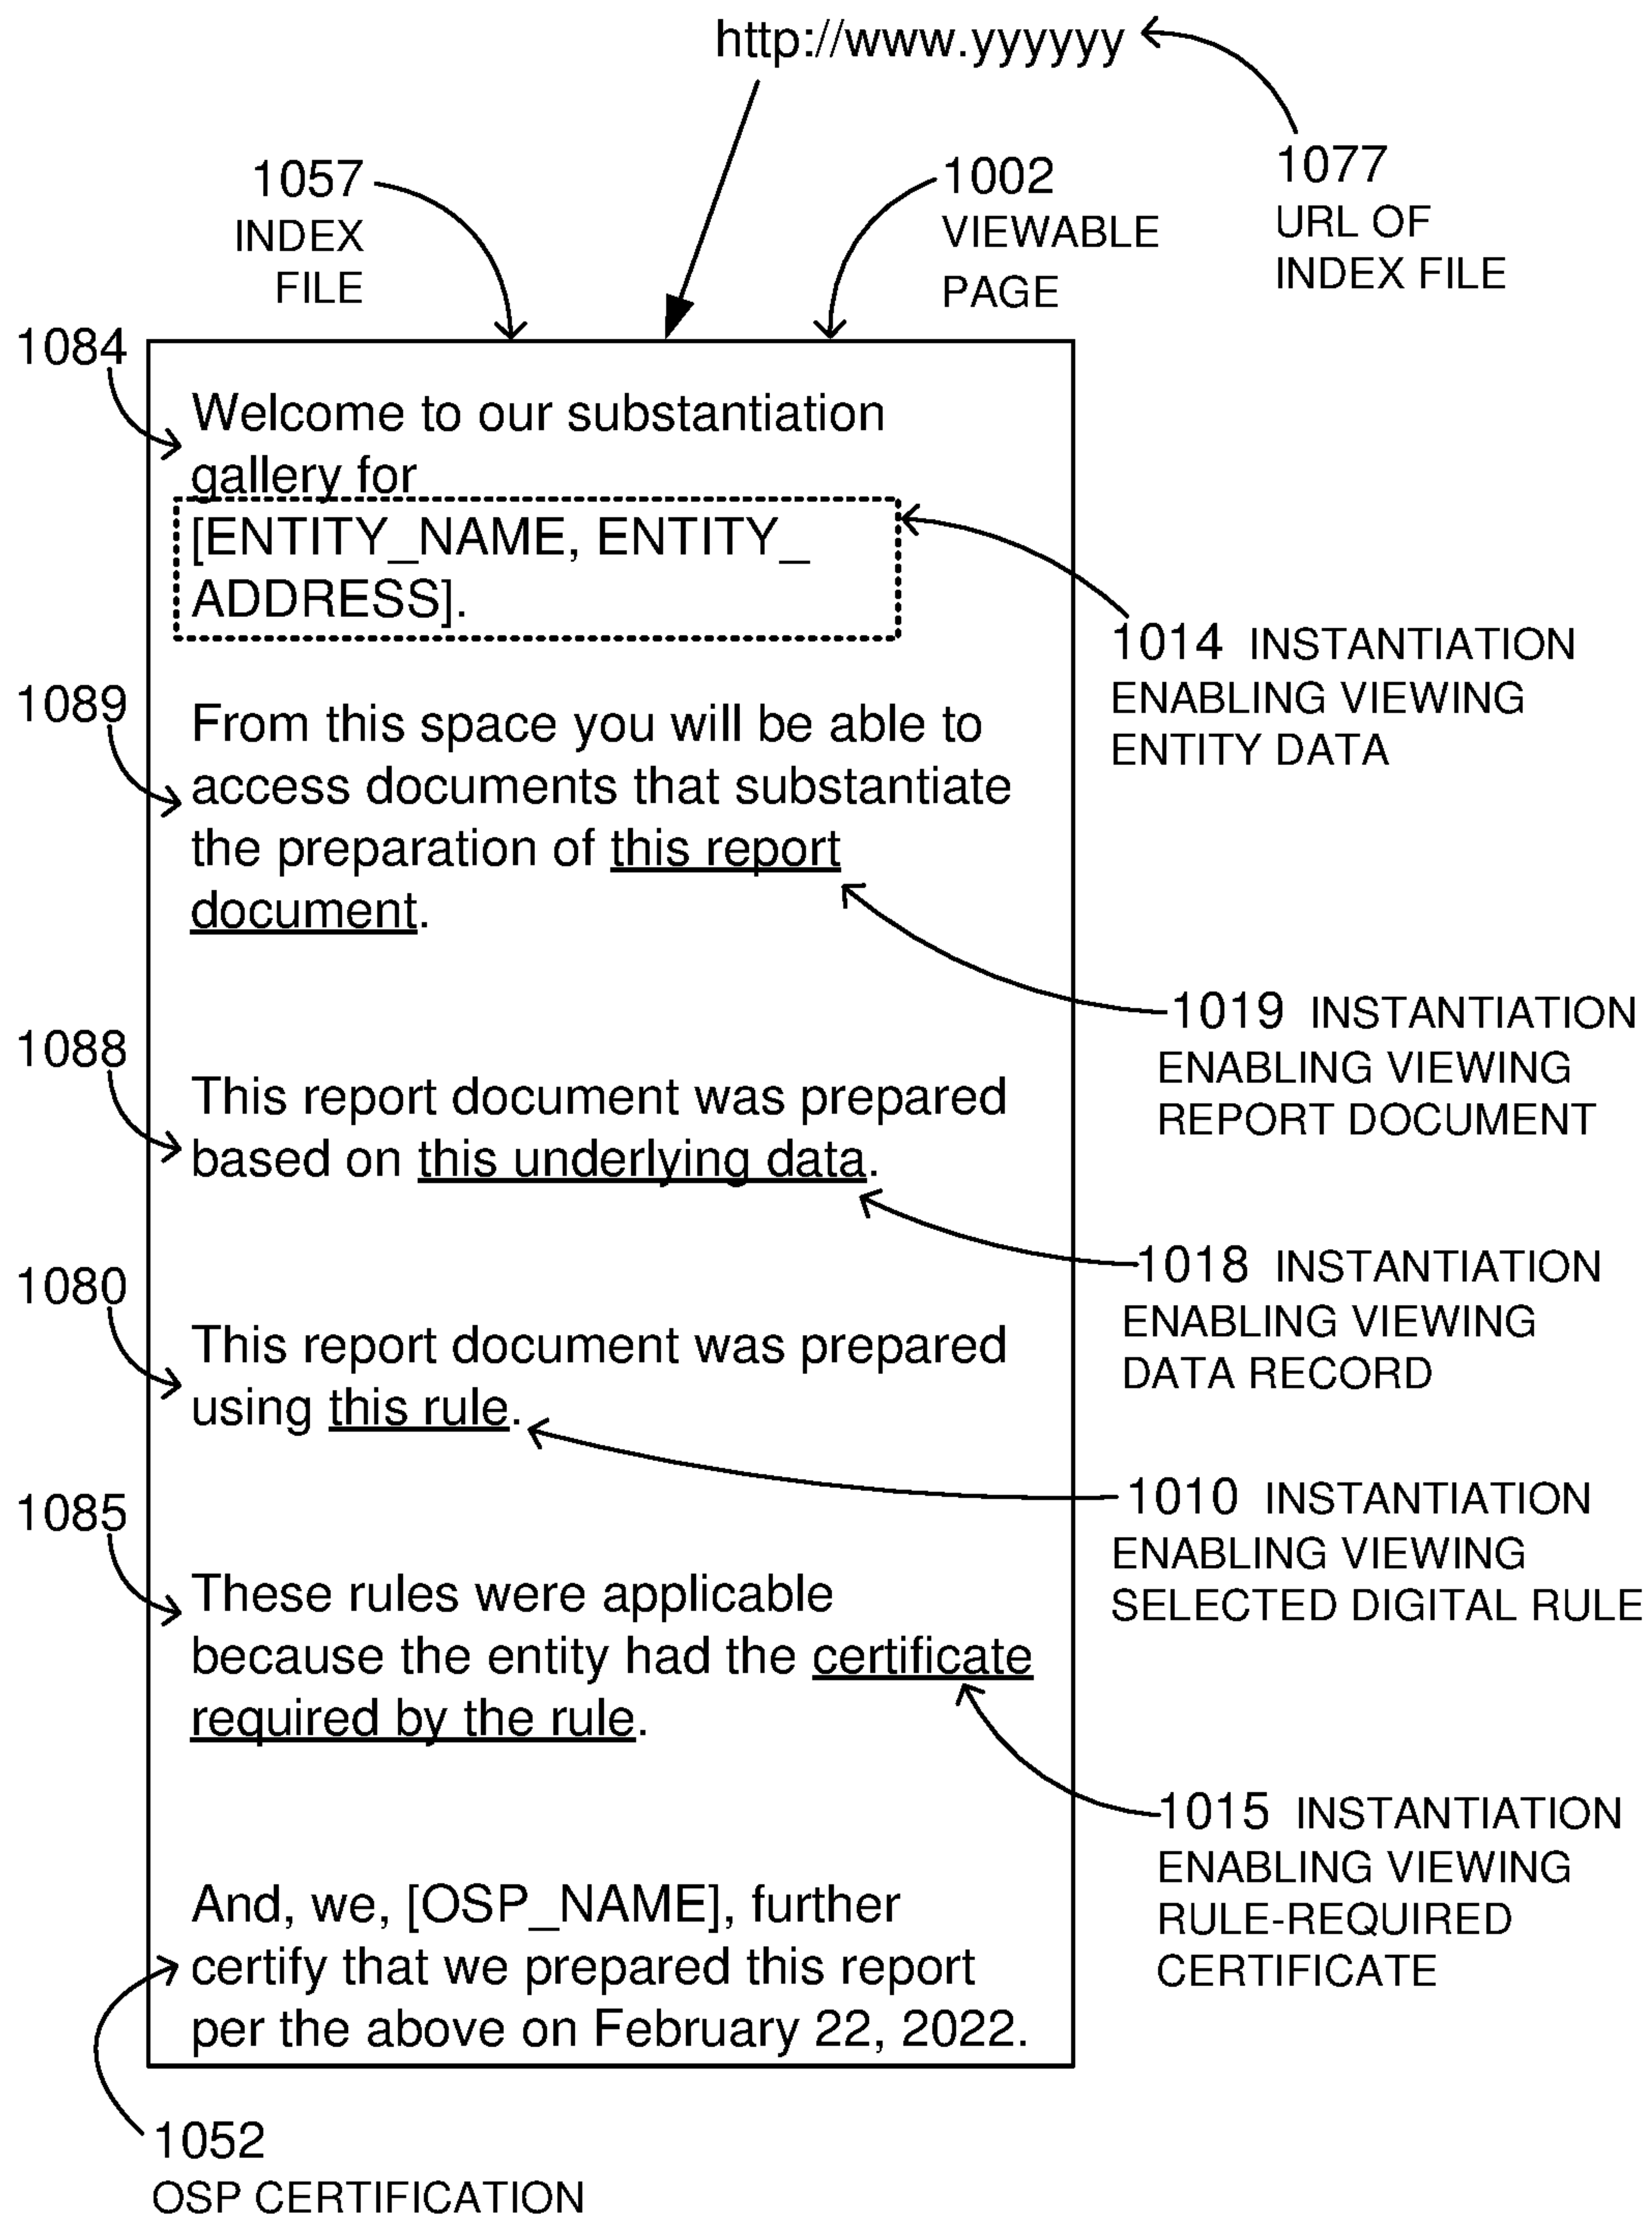 http://www.yyyyyy
1057
INDEX
FILE
1002
VIEWABLE
PAGE
1077
URL OF
INDEX FILE
1084
Welcome to our substantiation
gallery for
[ENTITY_NAME, ENTITY_
ADDRESS].
1014 INSTANTIATION
ENABLING VIEWING
ENTITY DATA
1089
From this space you will be able to
access documents that substantiate
the preparation of this report
document.
1019 INSTANTIATION
ENABLING VIEWING
REPORT DOCUMENT
1088
This report document was prepared
based on this underlying data.
1018 INSTANTIATION
ENABLING VIEWING
DATA RECORD
1080
This report document was prepared
using this rule.
1010 INSTANTIATION
ENABLING VIEWING
SELECTED DIGITAL RULE
1085
These rules were applicable
because the entity had the certificate
required by the rule.
1015 INSTANTIATION
ENABLING VIEWING
RULE-REQUIRED
CERTIFICATE
And, we, [OSP_NAME], further
certify that we prepared this report
per the above on February 22, 2022.
1052
OSP CERTIFICATION